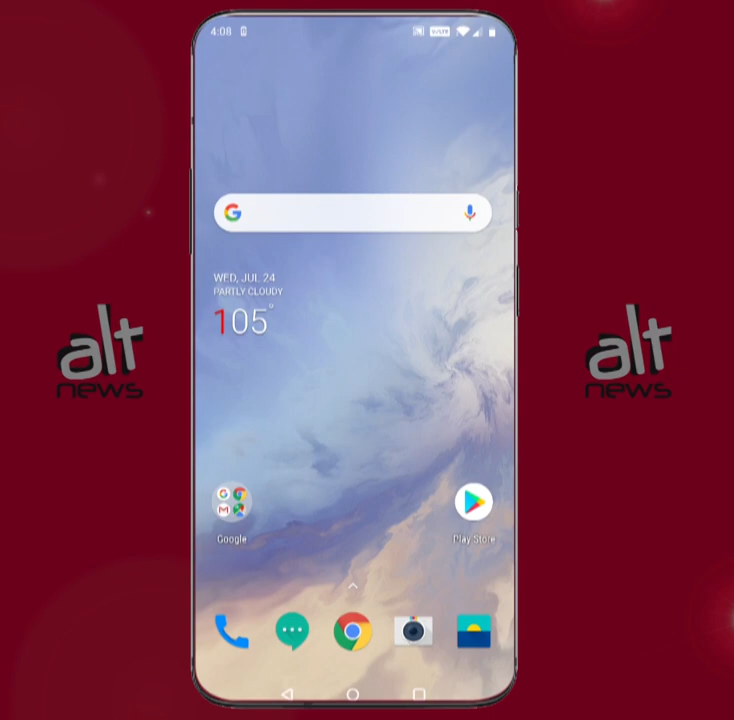 4:08
VoLTE
WED, JUL 24
PARTLY CLOUDY
105°
alt
news
alt
news
Google
Play Store